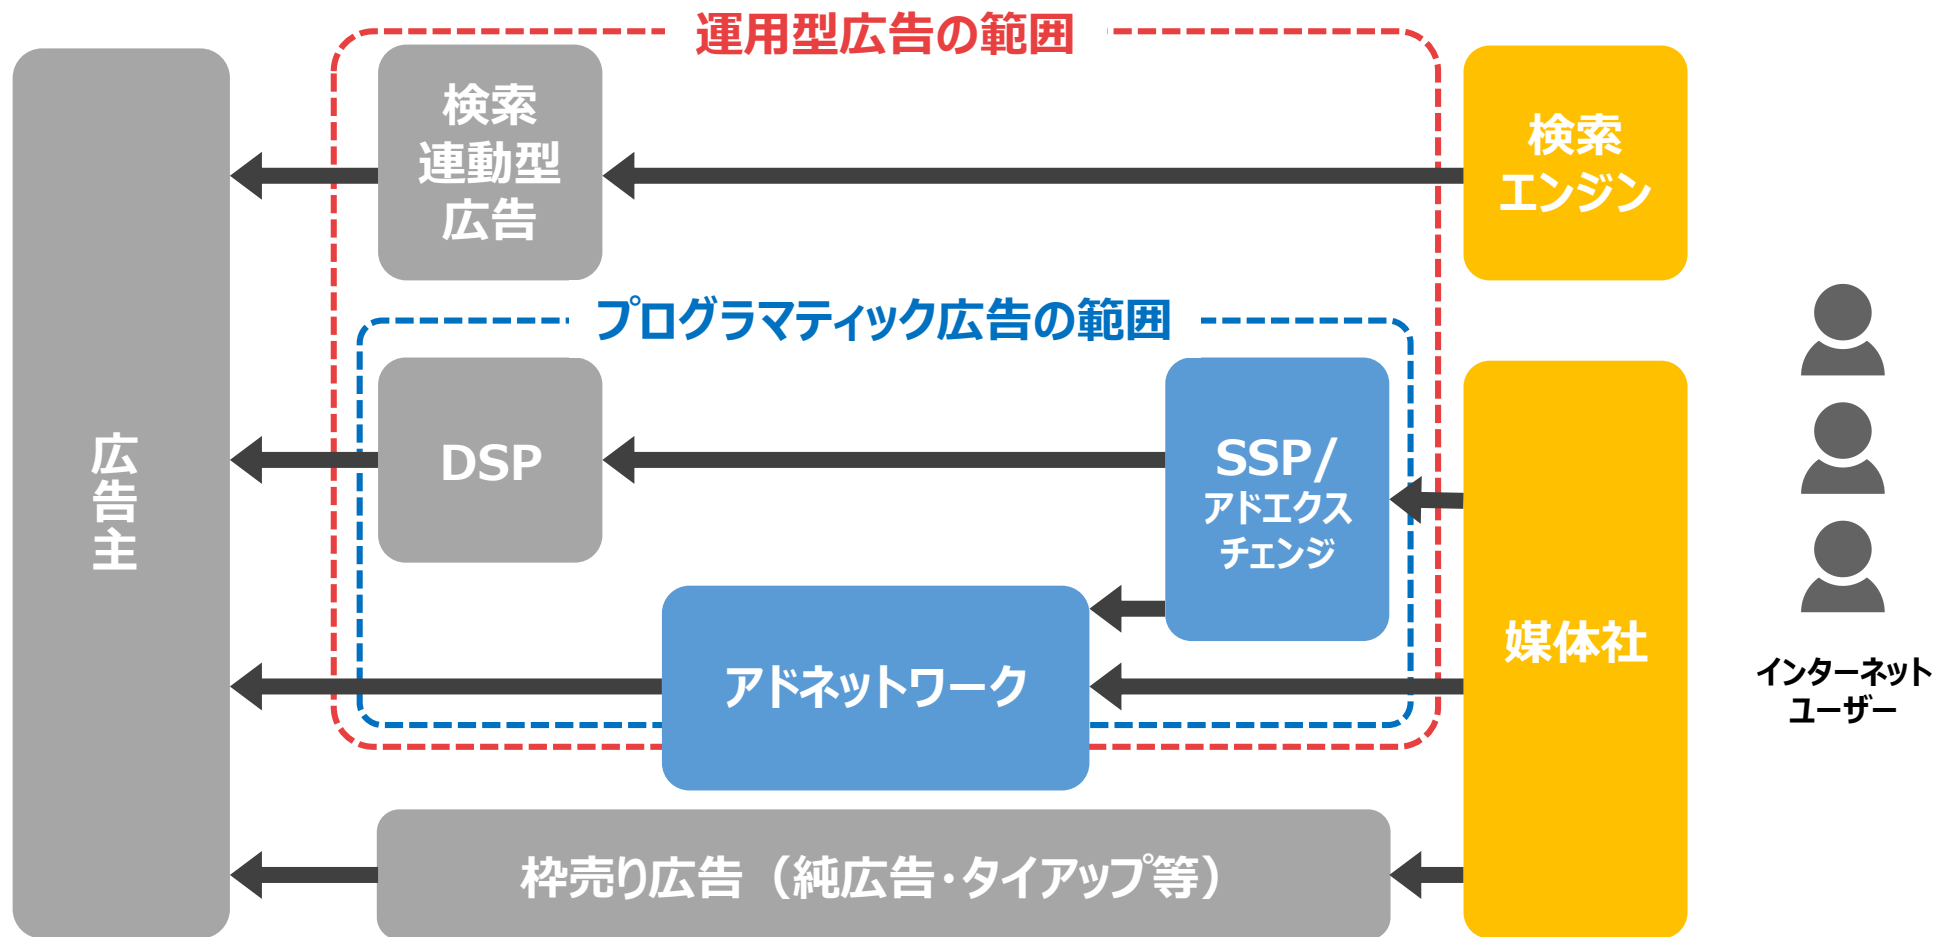 運用型広告の範囲
広告主
検索
連動型
広告
検索
エンジン
プログラマティック広告の範囲
DSP
SSP/
アドエクス
チェンジ
アドネットワーク
媒体社
インターネット
ユーザー
枠売り広告（純広告・タイアップ等）